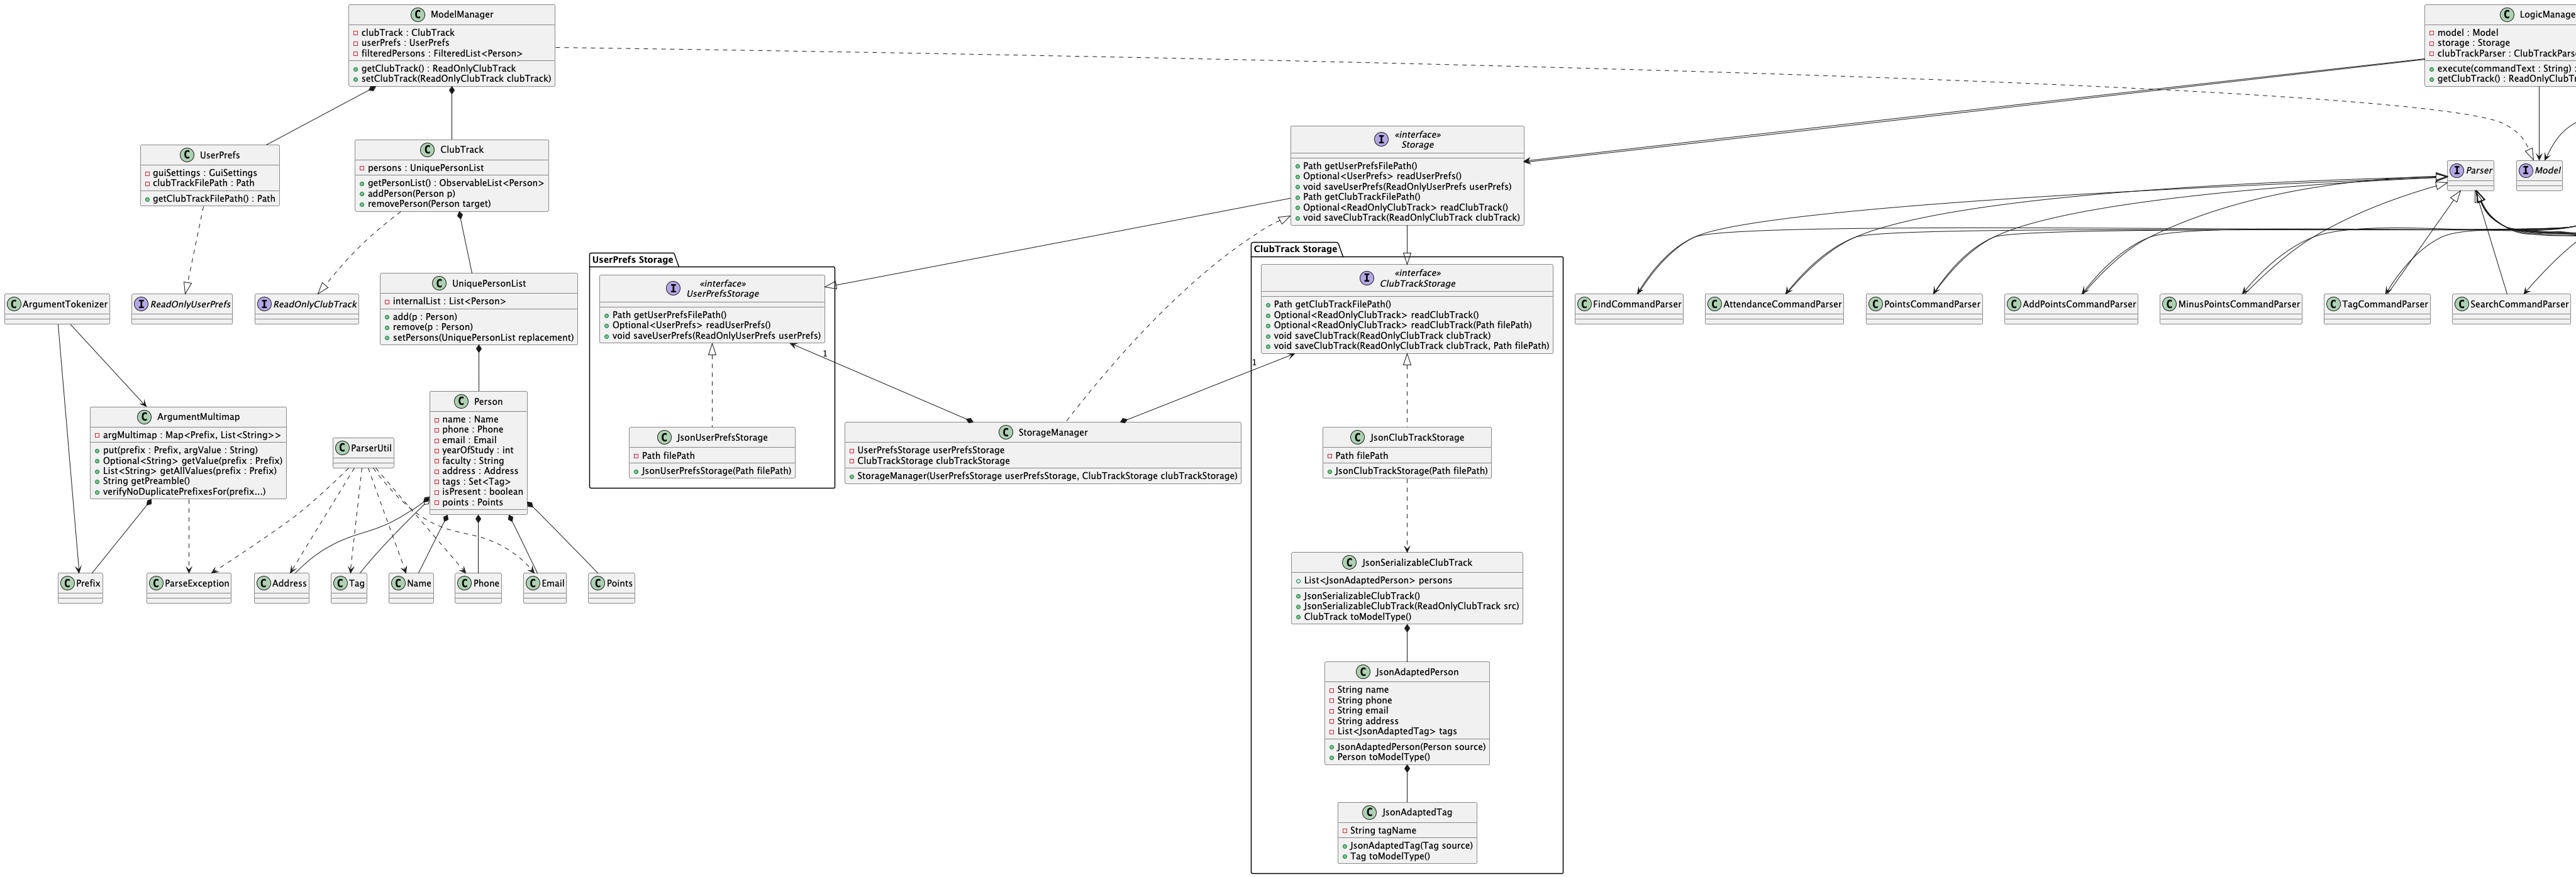 C ModelManager
clubTrack : ClubTrack
userPrefs : UserPrefs
filteredPersons : FilteredList<Person>
getClubTrack() : ReadOnlyClubTrack
setClubTrack(ReadOnlyClubTrack clubTrack)
C LogicManage
model : Model
storage : Storage
clubTrackParser : ClubTrackParse
execute(commandText : String) :
getClubTrack() : ReadOnlyClubTr
C UserPrefs
guiSettings : GuiSettings
clubTrackFilePath : Path
getClubTrackFilePath() : Path
C ClubTrack
persons : UniquePersonList
getPersonList() : ObservableList<Person>
addPerson(Person p)
removePerson(Person target)
«interface»
I Storage
Path getUserPrefsFilePath()
Optional<UserPrefs> readUserPrefs()
void saveUserPrefs(ReadOnlyUserPrefs userPrefs)
Path getClubTrackFilePath()
Optional<ReadOnlyClubTrack> readClubTrack()
void saveClubTrack(ReadOnlyClubTrack clubTrack)
I Parser
I Model
C ArgumentTokenizer
I ReadOnlyUserPrefs
I ReadOnlyClubTrack
C UniquePersonList
internalList : List<Person>
add(p : Person)
remove(p : Person)
setPersons(UniquePersonList replacement)
UserPrefs Storage
«interface»
I UserPrefsStorage
Path getUserPrefsFilePath()
Optional<UserPrefs> readUserPrefs()
void saveUserPrefs(ReadOnlyUserPrefs userPrefs)
1
ClubTrack Storage
«interface»
I ClubTrackStorage
Path getClubTrackFilePath()
Optional<ReadOnlyClubTrack> readClubTrack()
Optional<ReadOnlyClubTrack> readClubTrack(Path filePath)
void saveClubTrack(ReadOnlyClubTrack clubTrack)
void saveClubTrack(ReadOnlyClubTrack clubTrack, Path filePath)
1
C FindCommandParser
C AttendanceCommandParser
C PointsCommandParser
C AddPointsCommandParser
C MinusPointsCommandParser
C TagCommandParser
C SearchCommandParser
C ArgumentMultimap
argMultimap : Map<Prefix, List<String>>
put(prefix : Prefix, argValue : String)
Optional<String> getValue(prefix : Prefix)
List<String> getAllValues(prefix : Prefix)
String getPreamble()
verifyNoDuplicatePrefixesFor(prefix...)
C ParserUtil
C Person
name : Name
phone : Phone
email : Email
yearOfStudy : int
faculty : String
address : Address
tags : Set<Tag>
isPresent : boolean
points : Points
C JsonUserPrefsStorage
Path filePath
JsonUserPrefsStorage(Path filePath)
C StorageManager
UserPrefsStorage userPrefsStorage
ClubTrackStorage clubTrackStorage
StorageManager(UserPrefsStorage userPrefsStorage, ClubTrackStorage clubTrackStorage)
C JsonClubTrackStorage
Path filePath
JsonClubTrackStorage(Path filePath)
C Prefix
C ParseException
C Address
C Tag
C Name
C Phone
C Email
C Points
C JsonSerializableClubTrack
List<JsonAdaptedPerson> persons
JsonSerializableClubTrack()
JsonSerializableClubTrack(ReadOnlyClubTrack src)
ClubTrack toModelType()
C JsonAdaptedPerson
String name
String phone
String email
String address
List<JsonAdaptedTag> tags
JsonAdaptedPerson(Person source)
Person toModelType()
C JsonAdaptedTag
String tagName
JsonAdaptedTag(Tag source)
Tag toModelType()